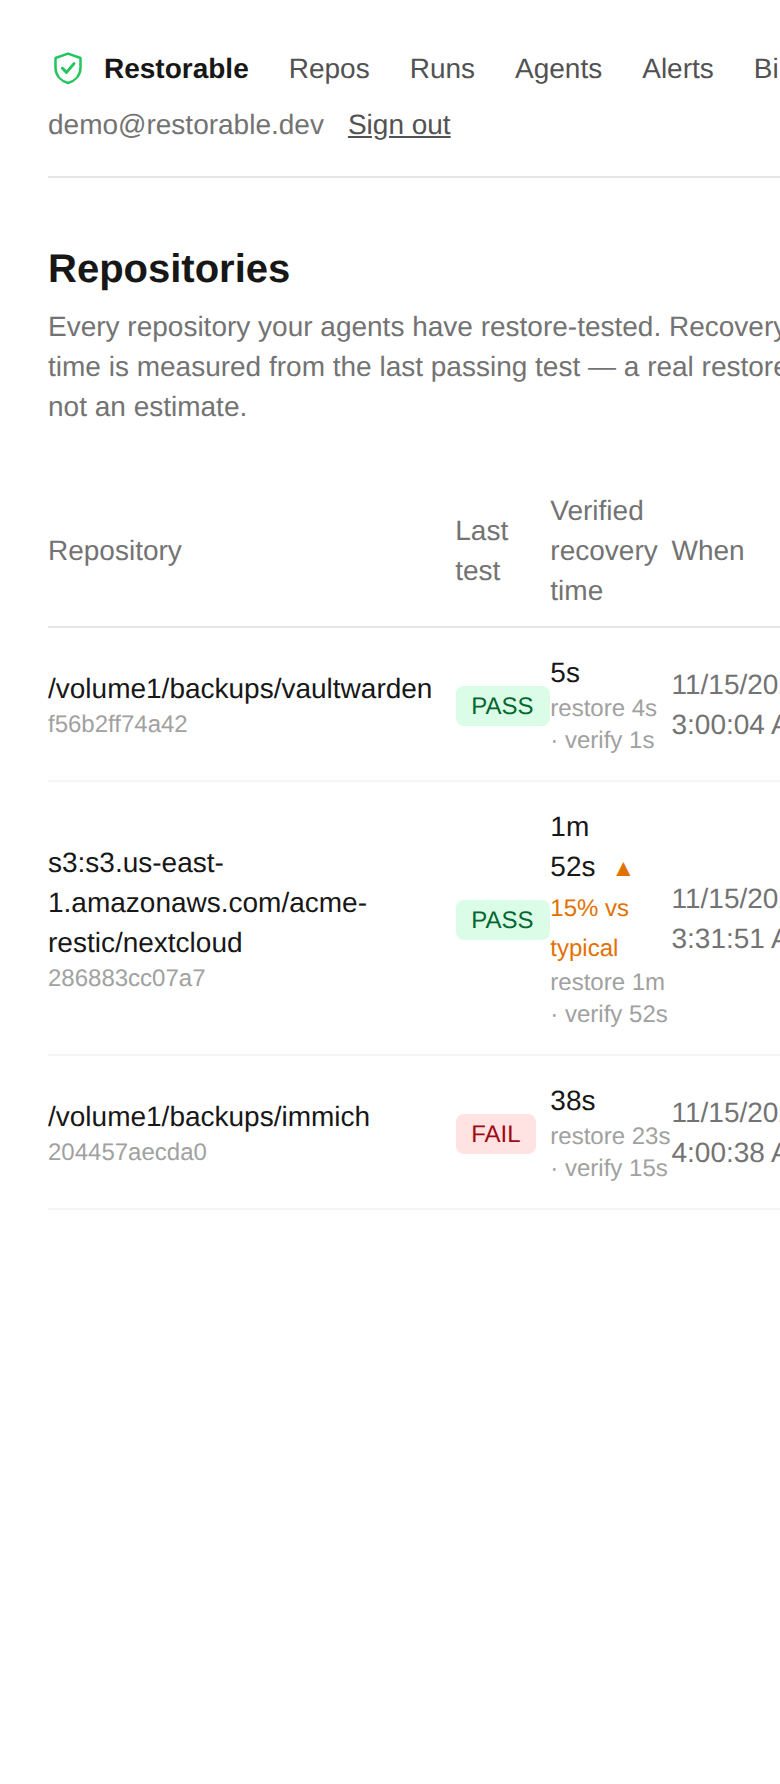 Restorable Repos Runs Agents Alerts Bi
demo@restorable.dev Sign out
Repositories
Every repository your agents have restore-tested. Recovery
time is measured from the last passing test — a real restore
not an estimate.
Repository Last test Verified recovery time When
/volume1/backups/vaultwarden
f56b2ff74a42
PASS
5s
restore 4s
· verify 1s
11/15/20
3:00:04 A
s3:s3.us-east-
1.amazonaws.com/acme-
restic/nextcloud
286883cc07a7
PASS
1m
52s ▲
15% vs
typical
restore 1m
· verify 52s
11/15/20
3:31:51 A
/volume1/backups/immich
204457aecda0
FAIL
38s
restore 23s
· verify 15s
11/15/20
4:00:38 A